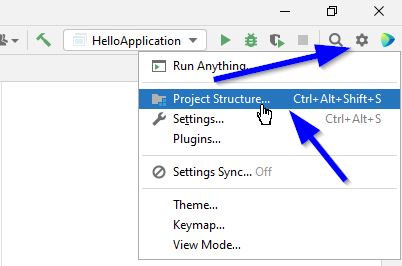 HelloApplication
Run Anything...
Project Structure... Ctrl+Alt+Shift+S
Settings... Ctrl+Alt+S
Plugins...
Settings Sync... Off
Theme...
Keymap...
View Mode...